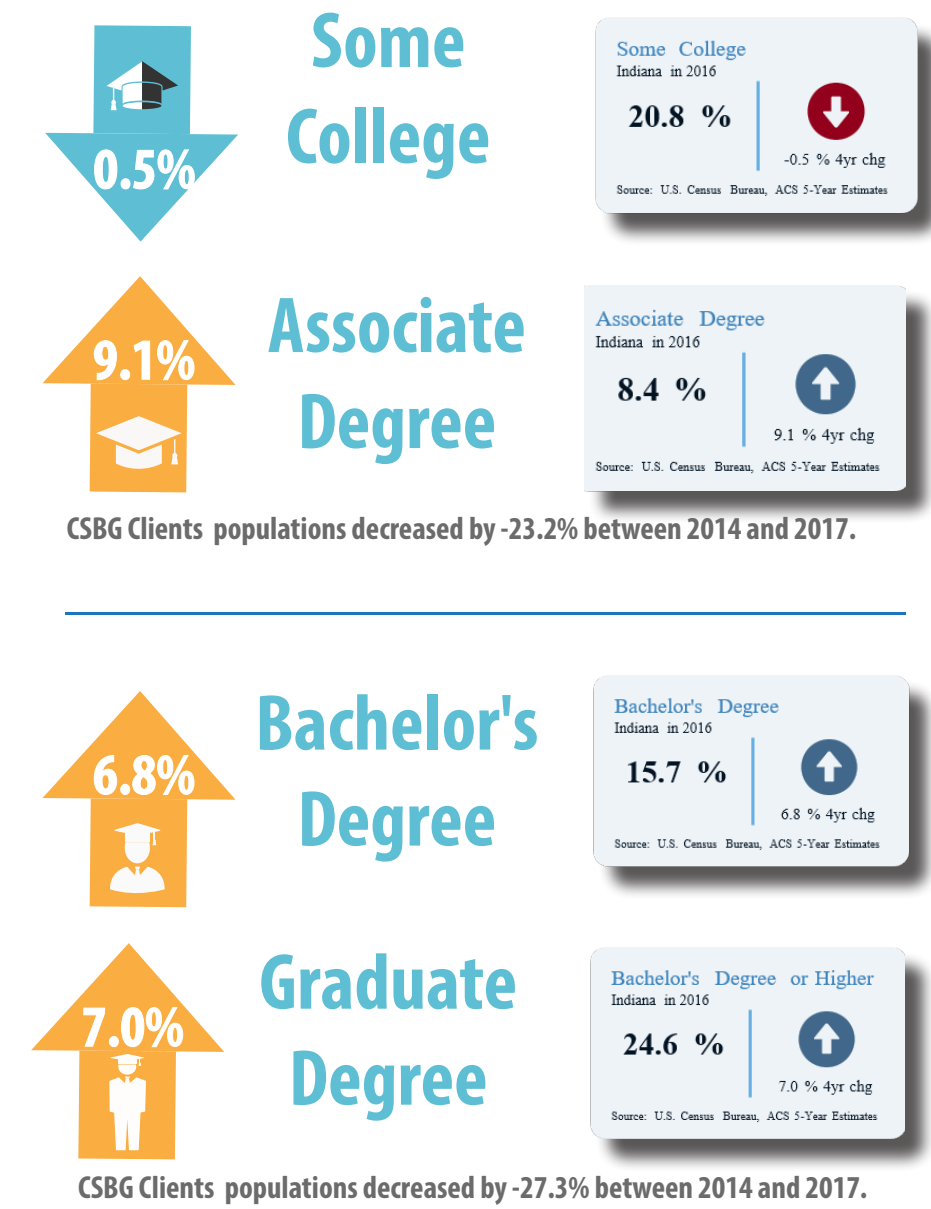 0.5%
Some
College
Some College
Indiana in 2016
20.8 %
-0.5 % 4yr chg
Source: U.S. Census Bureau, ACS 5-Year Estimates
9.1%
Associate
Degree
Associate Degree
Indiana in 2016
8.4 %
9.1 % 4yr chg
Source: U.S. Census Bureau, ACS 5-Year Estimates
CSBG Clients populations decreased by -23.2% between 2014 and 2017.
6.8%
Bachelor's
Degree
Bachelor's Degree
Indiana in 2016
15.7 %
6.8 % 4yr chg
Source: U.S. Census Bureau, ACS 5-Year Estimates
7.0%
Graduate
Degree
Bachelor's Degree or Higher
Indiana in 2016
24.6 %
7.0 % 4yr chg
Source: U.S. Census Bureau, ACS 5-Year Estimates
CSBG Clients populations decreased by -27.3% between 2014 and 2017.